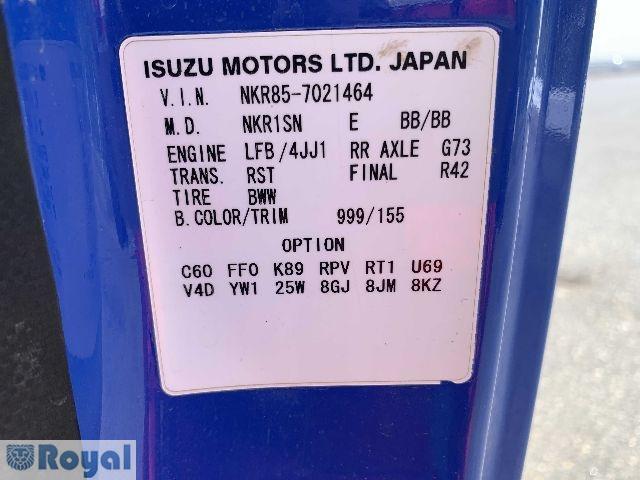 ISUZU MOTORS LTD. JAPAN
V.I.N. NKR85-7021464
M.D. NKR1SN E BB/BB
ENGINE LFB/4JJ1 RR AXLE G73
TRANS. RST FINAL R42
TIRE BWW
B.COLOR/TRIM 999/155
OPTION
C60 FF0 K89 RPV RT1 U69
V4D YW1 25W 8GJ 8JM 8KZ
Royal